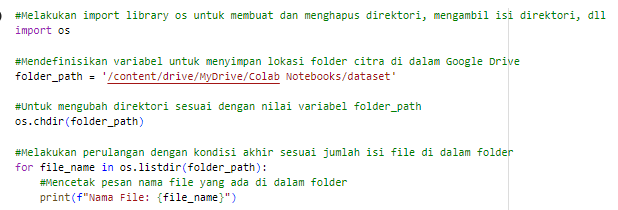 #Melakukan import library os untuk membuat dan menghapus direktori, mengambil isi direktori, dll
import os
#Mendefinisikan variabel untuk menyimpan lokasi folder citra di dalam Google Drive
folder_path = '/content/drive/MyDrive/Colab Notebooks/dataset'
#Untuk mengubah direktori sesuai dengan nilai variabel folder_path
os.chdir(folder_path)
#Melakukan perulangan dengan kondisi akhir sesuai jumlah isi file di dalam folder
for file_name in os.listdir(folder_path):
    #Mencetak pesan nama file yang ada di dalam folder
    print(f"Nama File: {file_name}")